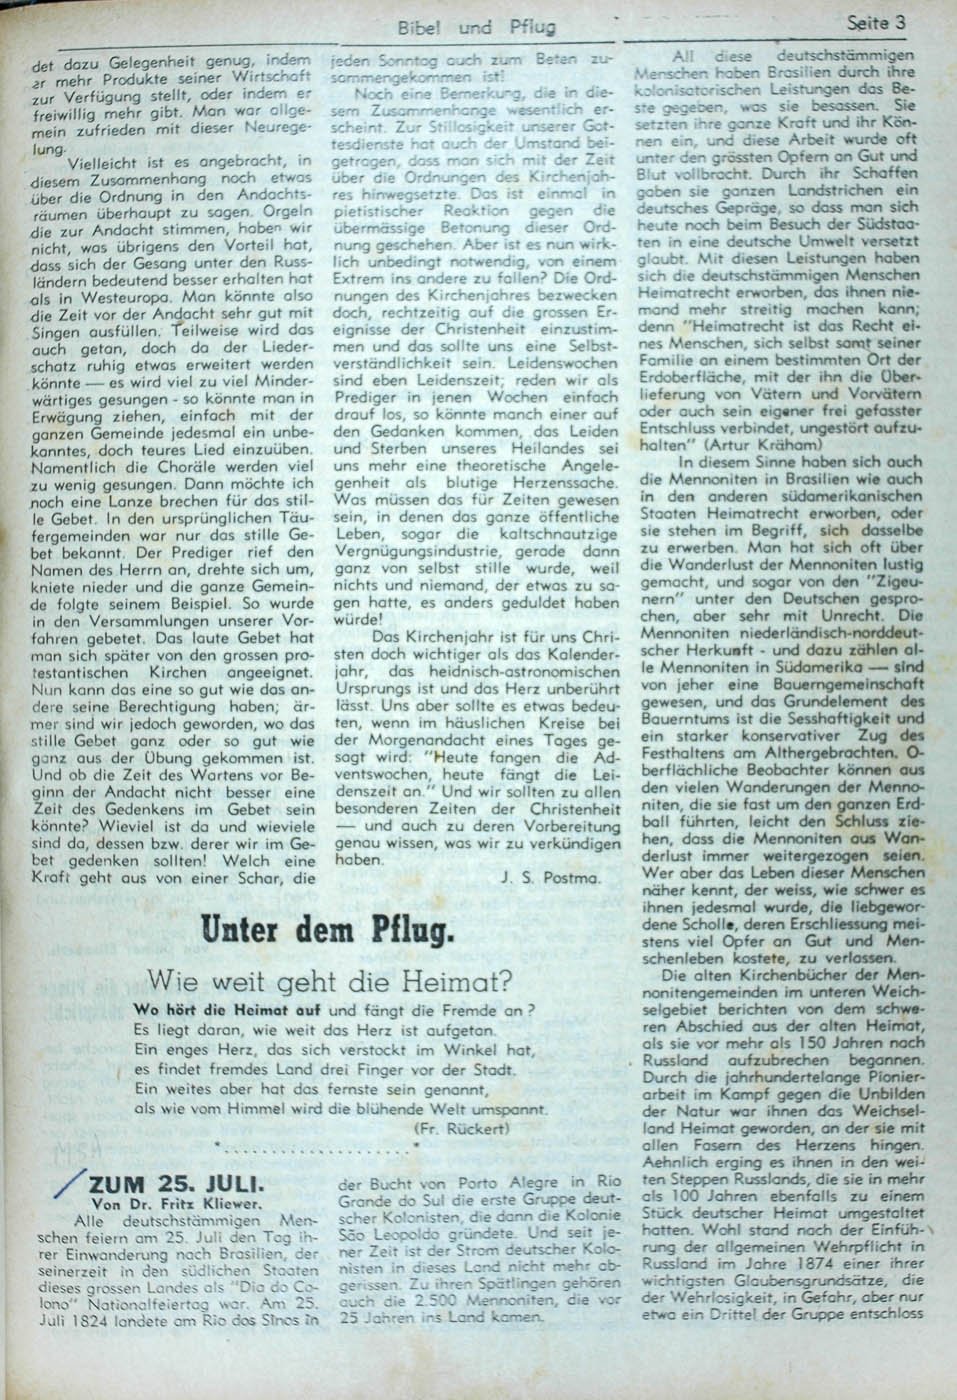 Bibel und Pflug
Seite 3
det dazu Gelegenheit genug, indem
er mehr Produkte seiner Wirtschaft
zur Verfügung stellt, oder indem er
freiwillig mehr gibt. Man war allge-
mein zufrieden mit dieser Neurege-
lung.
Vielleicht ist es angebracht, in
diesem Zusammenhang noch etwas
über die Ordnung in den Andachts-
räumen überhaupt zu sagen. Orgeln
die zur Andacht stimmen, haben wir
nicht, was übrigens den Vorteil hat,
dass sich der Gesang unter den Russ-
ländern bedeutend besser erhalten hat
als in Westeuropa. Man könnte also
die Zeit vor der Andacht sehr gut mit
Singen ausfüllen. Teilweise wird das
auch getan, doch da der Lieder-
schatz ruhig etwas erweitert werden
könnte — es wird viel zu viel Minder-
wärtiges gesungen - so könnte man in
Erwägung ziehen, einfach mit der
ganzen Gemeinde jedesmal ein unbe-
kanntes, doch teures Lied einzuüben.
Namentlich die Choräle werden viel
zu wenig gesungen. Dann möchte ich
noch eine Lanze brechen für das stil-
le Gebet. In den ursprünglichen Täu-
fergemeinden war nur das stille Ge-
bet bekannt. Der Prediger rief den
Namen des Herrn an, drehte sich um,
kniete nieder und die ganze Gemein-
de folgte seinem Beispiel. So wurde
in den Versammlungen unserer Vor-
fahren gebetet. Das laute Gebet hat
man sich später von den grossen pro-
testantischen Kirchen angeeignet.
Nun kann das eine so gut wie das an-
dere seine Berechtigung haben; är-
mer sind wir jedoch geworden, wo das
stille Gebet ganz oder so gut wie
ganz aus der Übung gekommen ist.
Und ob die Zeit des Wartens vor Be-
ginn der Andacht nicht besser eine
Zeit des Gedenkens im Gebet sein
könnte? Wieviel ist da und wieviele
sind da, dessen bzw. derer wir im Ge-
bet gedenken sollten! Welch eine
Kraft geht aus von einer Schar, die
jeden Sonntag auch zum Beten zu-
sammengekommen ist!
Noch eine Bemerkung, die in die-
sem Zusammenhange wesentlich er-
scheint. Zur Stillosigkeit unserer Got-
tesdienste hat auch der Umstand bei-
getragen, dass man sich mit der Zeit
über die Ordnungen des Kirchenjah-
res hinwegsetzte. Das ist einmal in
pietistischer Reaktion gegen die
übermässige Betonung dieser Ord-
nung geschehen. Aber ist es nun wirk-
lich unbedingt notwendig, von einem
Extrem ins andere zu fallen? Die Ord-
nungen des Kirchenjahres bezwecken
doch, rechtzeitig auf die grossen Er-
eignisse der Christenheit einzustim-
men und das sollte uns eine Selbst-
verständlichkeit sein. Leidenswochen
sind eben Leidenszeit; reden wir als
Prediger in jenen Wochen einfach
drauf los, so könnte manch einer auf
den Gedanken kommen, das Leiden
und Sterben unseres Heilandes sei
uns mehr eine theoretische Angele-
genheit als blutige Herzenssache.
Was müssen das für Zeiten gewesen
sein, in denen das ganze öffentliche
Leben, sogar die kaltschnautzige
Vergnügungsindustrie, gerade dann
ganz von selbst stille wurde, weil
nichts und niemand, der etwas zu sa-
gen hatte, es anders geduldet haben
würde!
Das Kirchenjahr ist für uns Chri-
sten doch wichtiger als das Kalender-
jahr, das heidnisch-astronomischen
Ursprungs ist und das Herz unberührt
lässt. Uns aber sollte es etwas bedeu-
ten, wenn im häuslichen Kreise bei
der Morgenandacht eines Tages ge-
sagt wird: "Heute fangen die Ad-
ventswochen, heute fängt die Lei-
denszeit an." Und wir sollten zu allen
besonderen Zeiten der Christenheit
— und auch zu deren Vorbereitung
genau wissen, was wir zu verkündigen
haben.
J. S. Postma.
Unter dem Pflug.
Wie weit geht die Heimat?
Wo hört die Heimat auf und fängt die Fremde an?
Es liegt daran, wie weit das Herz ist aufgetan.
Ein enges Herz, das sich verstockt im Winkel hat,
es findet fremdes Land drei Finger vor der Stadt.
Ein weites aber hat das fernste sein genannt,
als wie vom Himmel wird die blühende Welt umspannt.
(Fr. Rückert)
ZUM 25. JULI.
Von Dr. Fritz Kliewer.
Alle deutschstämmigen Men-
schen feiern am 25. Juli den Tag ih-
rer Einwanderung nach Brasilien, der
seinerzeit in den südlichen Staaten
dieses grossen Landes als "Dia do Co-
lono" Nationalfeiertag war. Am 25.
Juli 1824 landete am Rio dos Sinos in
der Bucht von Porto Alegre in Rio
Grande do Sul die erste Gruppe deut-
scher Kolonisten, die dann die Kolonie
São Leopoldo gründete. Und seit je-
ner Zeit ist der Strom deutscher Kolo-
nisten in dieses Land nicht mehr ab-
gerissen. Zu ihren Spätlingen gehören
auch die 2.500 Mennoniten, die vor
25 Jahren ins Land kamen.
All diese deutschstämmigen
Menschen haben Brasilien durch ihre
kolonisatorischen Leistungen das Be-
ste gegeben, was sie besassen. Sie
setzten ihre ganze Kraft und ihr Kön-
nen ein, und diese Arbeit wurde oft
unter den grössten Opfern an Gut und
Blut vollbracht. Durch ihr Schaffen
gaben sie ganzen Landstrichen ein
deutsches Gepräge, so dass man sich
heute noch beim Besuch der Südstaa-
ten in eine deutsche Umwelt versetzt
glaubt. Mit diesen Leistungen haben
sich die deutschstämmigen Menschen
Heimatrecht erworben, das ihnen nie-
mand mehr streitig machen kann;
denn "Heimatrecht ist das Recht ei-
nes Menschen, sich selbst samt seiner
Familie an einem bestimmten Ort der
Erdoberfläche, mit der ihn die Über-
lieferung von Vätern und Vorvätern
oder auch sein eigener frei gefasster
Entschluss verbindet, ungestört aufzu-
halten" (Artur Kräham)
In diesem Sinne haben sich auch
die Mennoniten in Brasilien wie auch
in den anderen südamerikanischen
Staaten Heimatrecht erworben, oder
sie stehen im Begriff, sich dasselbe
zu erwerben. Man hat sich oft über
die Wanderlust der Mennoniten lustig
gemacht, und sogar von den "Zigeu-
nern" unter den Deutschen gespro-
chen, aber sehr mit Unrecht. Die
Mennoniten niederländisch-norddeut-
scher Herkunft - und dazu zählen al-
le Mennoniten in Südamerika — sind
von jeher eine Bauerngemeinschaft
gewesen, und das Grundelement des
Bauerntums ist die Sesshaftigkeit und
ein starker konservativer Zug des
Festhaltens am Althergebrachten. O-
berflächliche Beobachter können aus
den vielen Wanderungen der Menno-
niten, die sie fast um den ganzen Erd-
ball führten, leicht den Schluss zie-
hen, dass die Mennoniten aus Wan-
derlust immer weitergezogen seien.
Wer aber das Leben dieser Menschen
näher kennt, der weiss, wie schwer es
ihnen jedesmal wurde, die liebgewor-
dene Scholle, deren Erschliessung mei-
stens viel Opfer an Gut und Men-
schenleben kostete, zu verlassen.
Die alten Kirchenbücher der Men-
nonitengemeinden im unteren Weich-
selgebiet berichten von dem schwe-
ren Abschied aus der alten Heimat,
als sie vor mehr als 150 Jahren nach
Russland aufzubrechen begannen.
Durch die jahrhundertelange Pionier-
arbeit im Kampf gegen die Unbilden
der Natur war ihnen das Weichsel-
land Heimat geworden, an der sie mit
allen Fasern des Herzens hingen.
Aehnlich erging es ihnen in den wei-
ten Steppen Russlands, die sie in mehr
als 100 Jahren ebenfalls zu einem
Stück deutscher Heimat umgestaltet
hatten. Wohl stand nach der Einfüh-
rung der allgemeinen Wehrpflicht in
Russland im Jahre 1874 einer ihrer
wichtigsten Glaubensgrundsätze, die
der Wehrlosigkeit, in Gefahr, aber nur
etwa ein Drittel der Gruppe entschloss